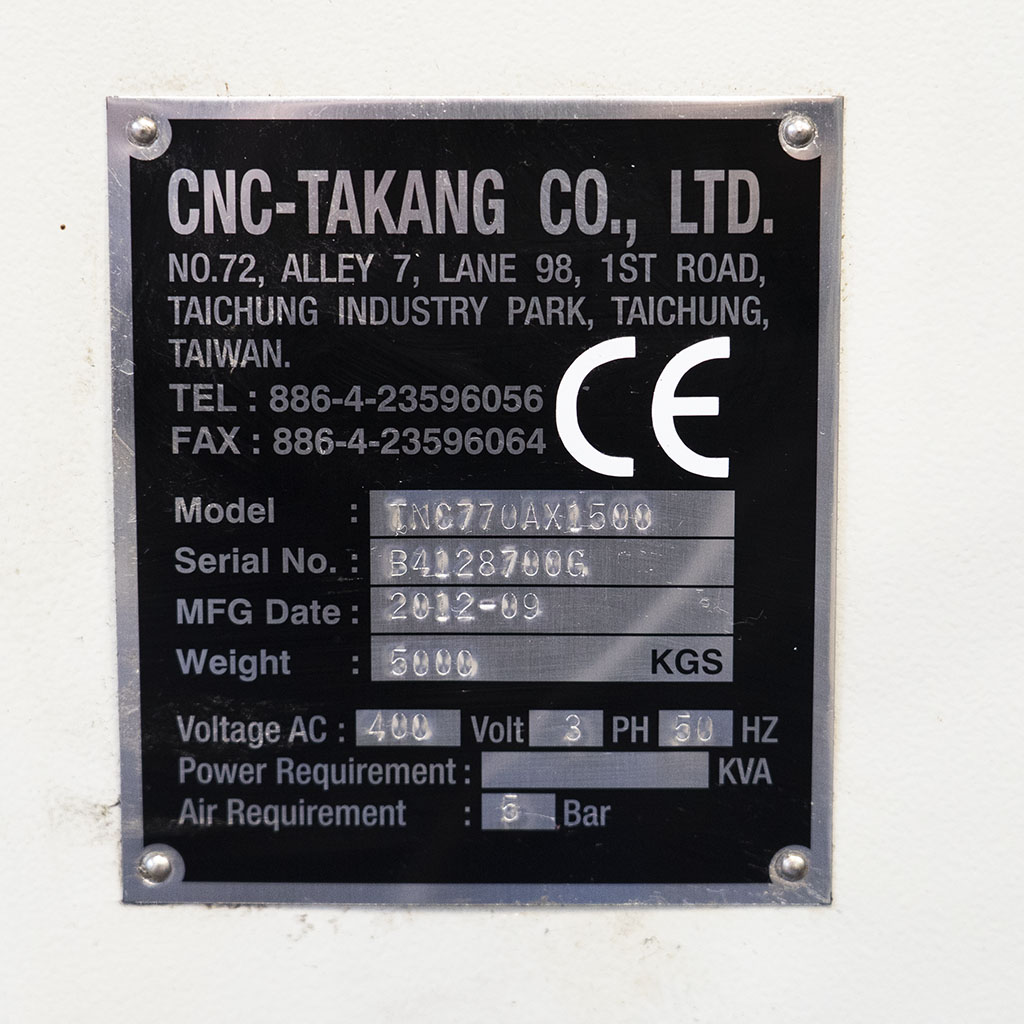 CNC-TAKANG CO., LTD.
NO.72, ALLEY 7, LANE 98, 1ST ROAD,
TAICHUNG INDUSTRY PARK, TAICHUNG,
TAIWAN.
TEL : 886-4-23596056
FAX : 886-4-23596064
CE
Model : TNC770AX1500
Serial No. : B4128700G
MFG Date : 2012-09
Weight : 5000 KGS
Voltage AC : 400 Volt 3 PH 50 HZ
Power Requirement : KVA
Air Requirement : 5 Bar